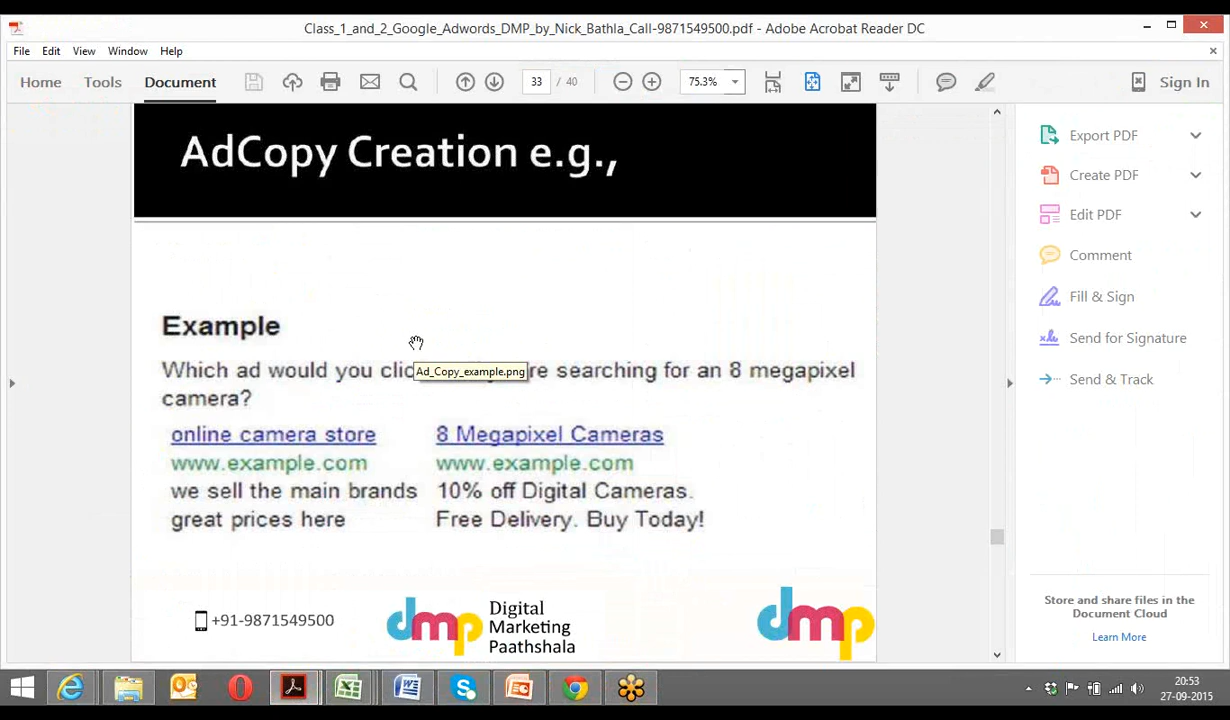 Class_1_and_2_Google_Adwords_DMP_by_Nick_Bathla_Call-9871549500.pdf - Adobe Acrobat Reader DC
File Edit View Window Help
Home Tools Document 33 / 40 75.3% Sign In
AdCopy Creation e.g.,
Example
Which ad would you clic re searching for an 8 megapixel
Ad_Copy_example.png
camera?
online camera store
www.example.com
we sell the main brands
great prices here
8 Megapixel Cameras
www.example.com
10% off Digital Cameras.
Free Delivery. Buy Today!
+91-9871549500
dmp
Digital
Marketing
Paathshala
dmp
Export PDF
Create PDF
Edit PDF
Comment
Fill & Sign
Send for Signature
Send & Track
Store and share files in the
Document Cloud
Learn More
20:53
27-09-2015